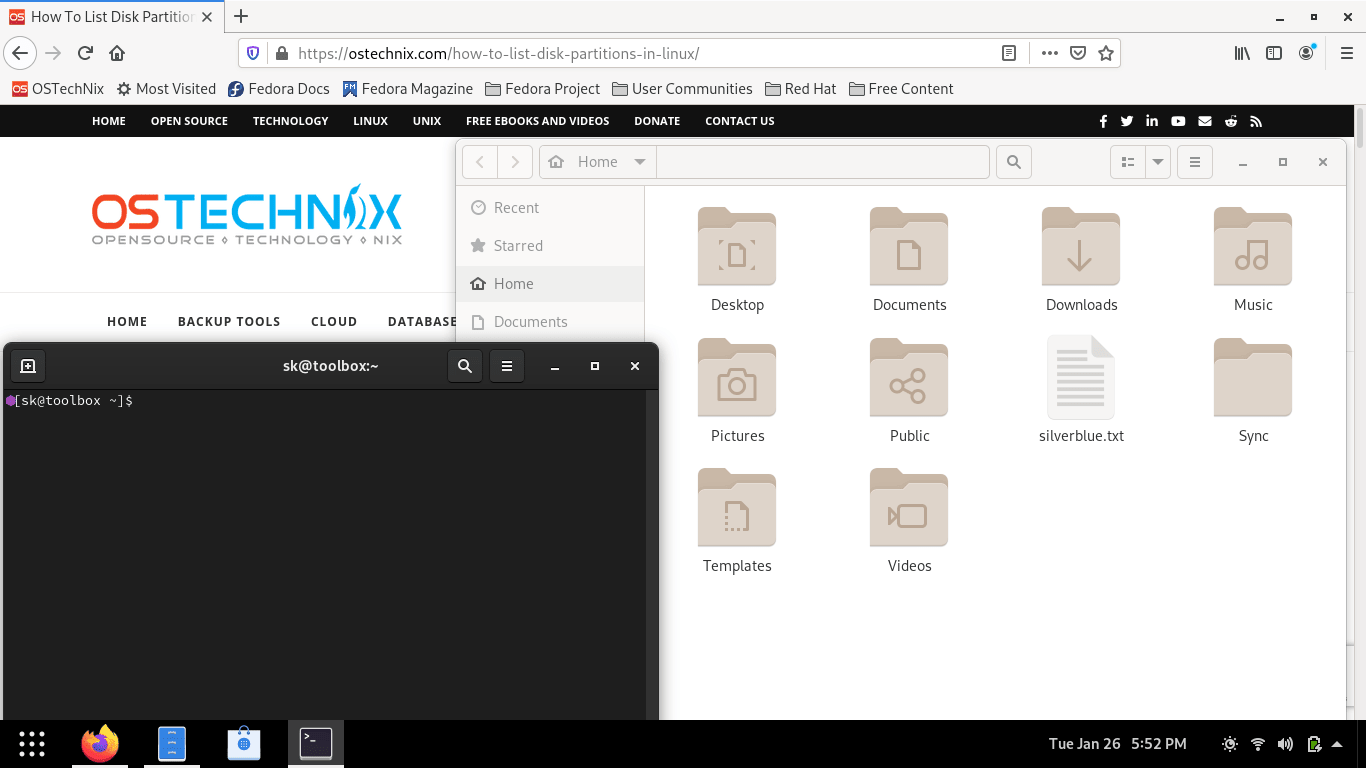 How To List Disk Partition
https://ostechnix.com/how-to-list-disk-partitions-in-linux/
OSTechNix Most Visited Fedora Docs Fedora Magazine Fedora Project User Communities Red Hat Free Content
HOME OPEN SOURCE TECHNOLOGY LINUX UNIX FREE EBOOKS AND VIDEOS DONATE CONTACT US
OSTECHNIX
OPENSOURCE ◊ TECHNOLOGY ◊ NIX
HOME BACKUP TOOLS CLOUD DATABASE
Home
Recent
Starred
Home
Documents
Desktop Documents Downloads Music
Pictures Public silverblue.txt Sync
Templates Videos
sk@toolbox:~
[sk@toolbox ~]$
Tue Jan 26 5:52 PM